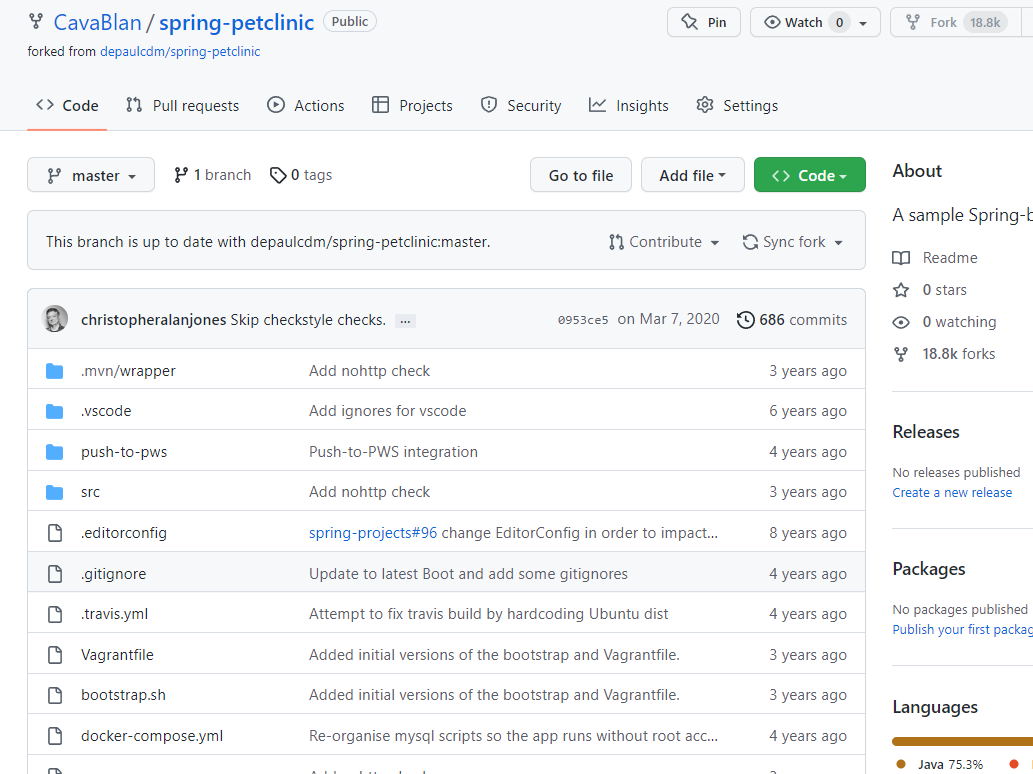 CavaBlan / spring-petclinic Public Pin Watch 0 Fork 18.8k
forked from depaulcdm/spring-petclinic
Code Pull requests Actions Projects Security Insights Settings
master 1 branch 0 tags Go to file Add file Code
This branch is up to date with depaulcdm/spring-petclinic:master. Contribute Sync fork
christopheralanjones Skip checkstyle checks. ... 0953ce5 on Mar 7, 2020 686 commits
.mvn/wrapper Add nohttp check 3 years ago
.vscode Add ignores for vscode 6 years ago
push-to-pws Push-to-PWS integration 4 years ago
src Add nohttp check 3 years ago
.editorconfig spring-projects#96 change EditorConfig in order to impact... 8 years ago
.gitignore Update to latest Boot and add some gitignores 4 years ago
.travis.yml Attempt to fix travis build by hardcoding Ubuntu dist 4 years ago
Vagrantfile Added initial versions of the bootstrap and Vagrantfile. 3 years ago
bootstrap.sh Added initial versions of the bootstrap and Vagrantfile. 3 years ago
docker-compose.yml Re-organise mysql scripts so the app runs without root acc... 4 years ago
About
A sample Spring-b
Readme
0 stars
0 watching
18.8k forks
Releases
No releases published
Create a new release
Packages
No packages published
Publish your first packag
Languages
Java 75.3%